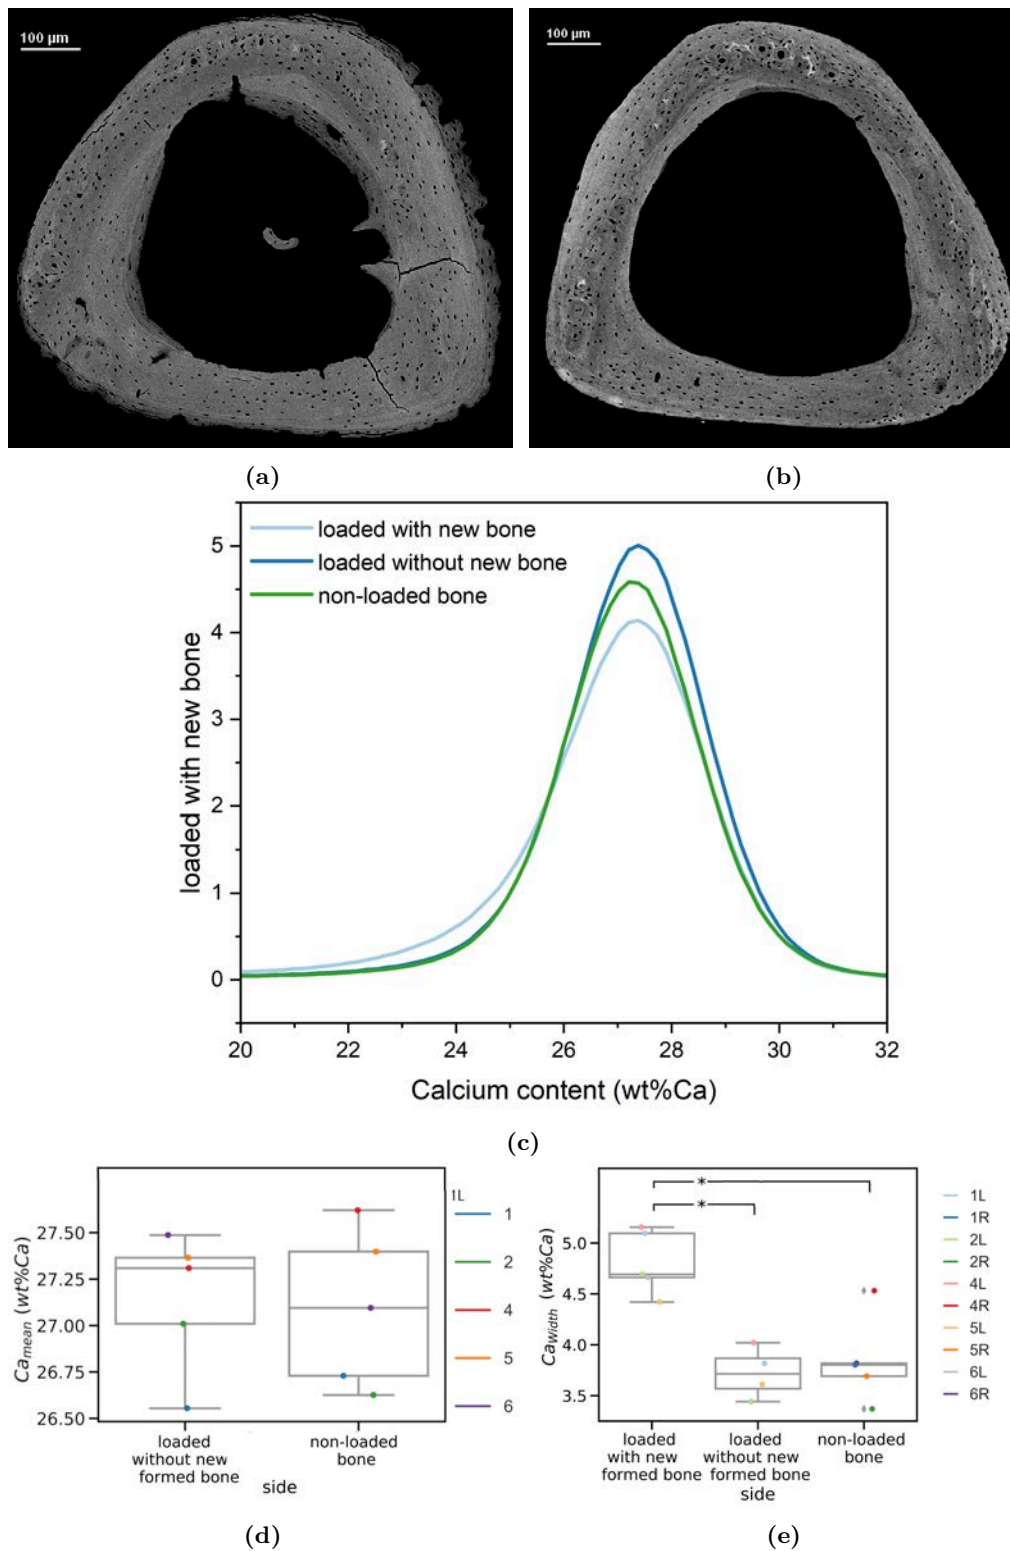 100 µm
100 µm
(a)
(b)
loaded with new bone
loaded without new bone
non-loaded bone
loaded with new bone
5
4
3
2
1
0
20
22
24
26
28
30
32
Calcium content (wt%Ca)
(c)
Ca_mean (wt%Ca)
27.50
27.25
27.00
26.75
26.50
loaded
without new
formed bone
non-loaded
bone
side
1L
1
2
4
5
6
(d)
Ca_Width (wt%Ca)
5.0
4.5
4.0
3.5
*
*
loaded
with new
formed bone
loaded
without new
formed bone
non-loaded
bone
side
1L
1R
2L
2R
4L
4R
5L
5R
6L
6R
(e)